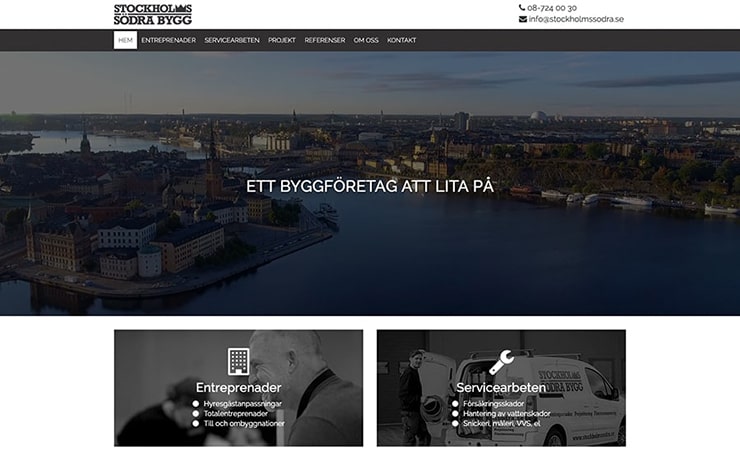 STOCKHOLMS
SÖDRA BYGG
08-724 00 30
info@stockholmssodra.se
HEM ENTREPRENADER SERVICEARBETEN PROJEKT REFERENSER OM OSS KONTAKT
ETT BYGGFÖRETAG ATT LITA PÅ
Entreprenader
Hyresgästanpassningar
Totalentreprenader
Till och ombyggnationer
STOCKHOLMS
SÖDRA BYGG
Servicearbeten
Försäkringsskador
Hantering av vattenskador
Snickeri, måleri, VVS, el